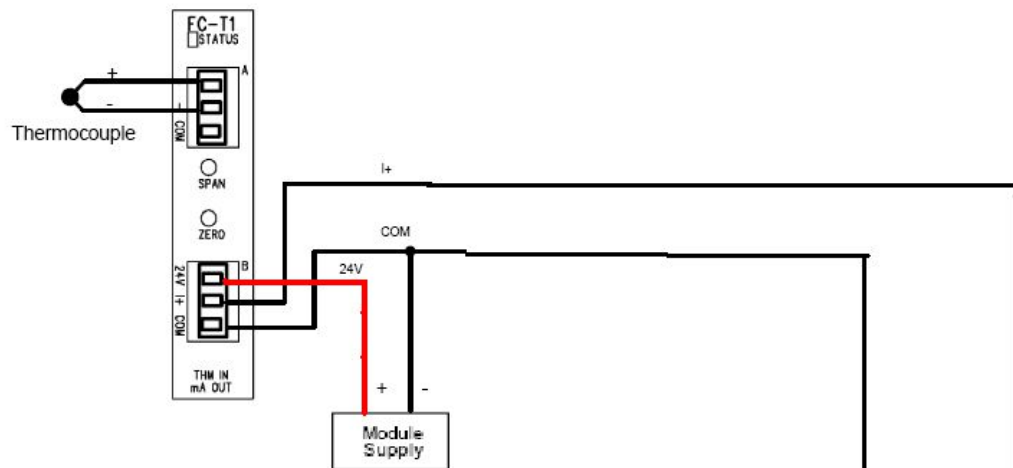 FC-T1
STATUS
A
+
-
-
COM
Thermocouple
SPAN
ZERO
I+
COM
24V
B
24V
I+
COM
THM IN
mA OUT
+
-
Module
Supply